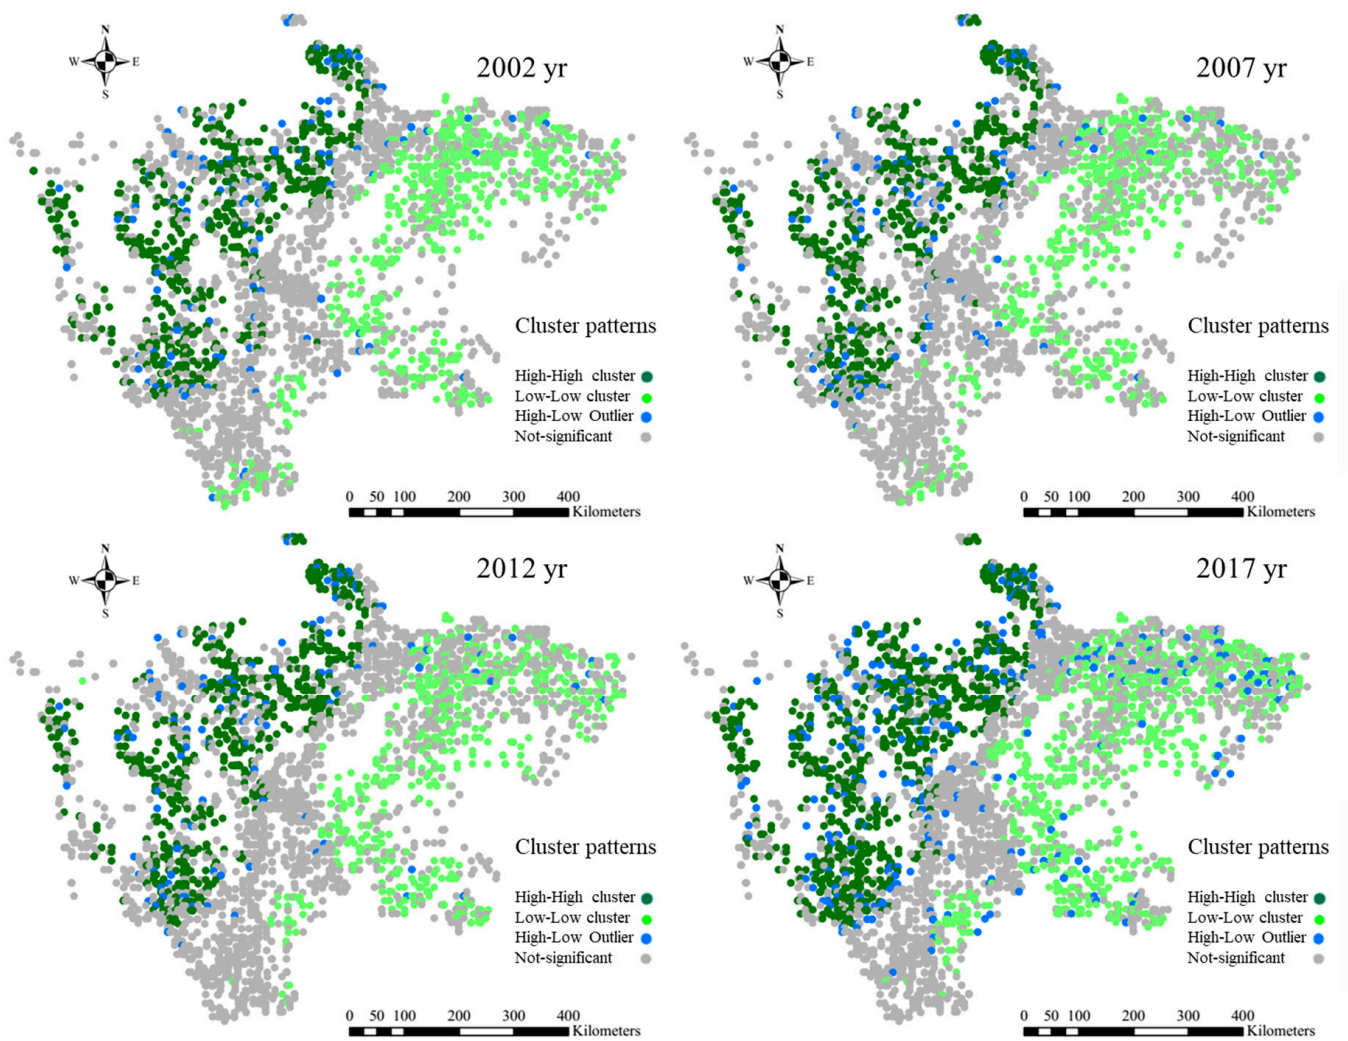 N
W E
S
2002 yr
Cluster patterns
High-High cluster
Low-Low cluster
High-Low Outlier
Not-significant
0 50 100 200 300 400
Kilometers
N
W E
S
2007 yr
Cluster patterns
High-High cluster
Low-Low cluster
High-Low Outlier
Not-significant
0 50 100 200 300 400
Kilometers
N
W E
S
2012 yr
Cluster patterns
High-High cluster
Low-Low cluster
High-Low Outlier
Not-significant
0 50 100 200 300 400
Kilometers
N
W E
S
2017 yr
Cluster patterns
High-High cluster
Low-Low cluster
High-Low Outlier
Not-significant
0 50 100 200 300 400
Kilometers